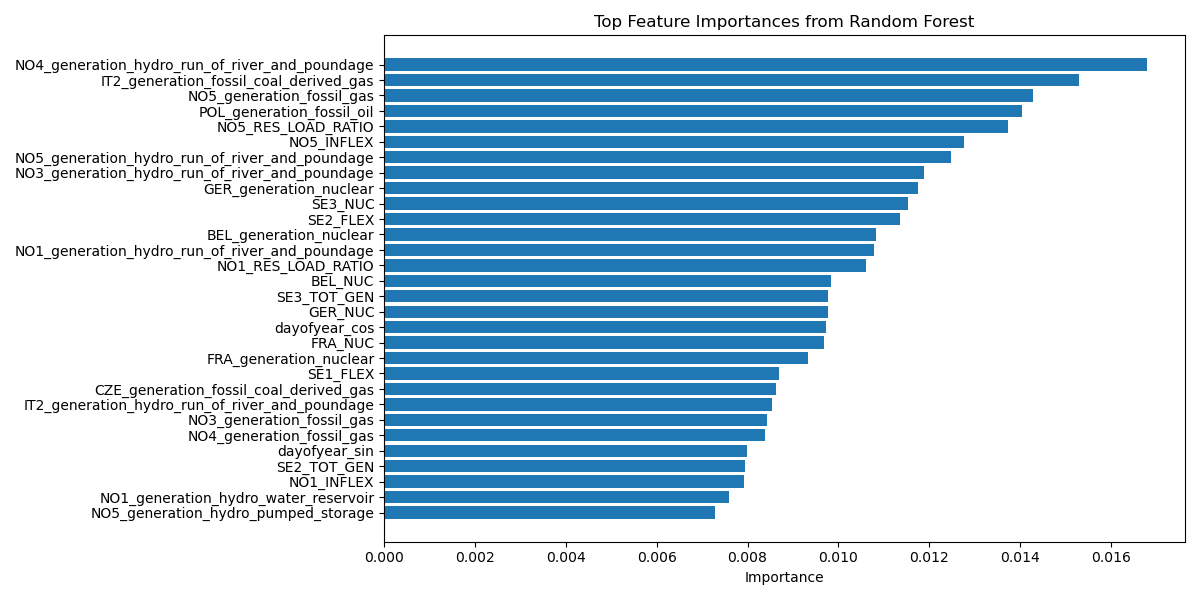 Top Feature Importances from Random Forest
NO4_generation_hydro_run_of_river_and_poundage
IT2_generation_fossil_coal_derived_gas
NO5_generation_fossil_gas
POL_generation_fossil_oil
NO5_RES_LOAD_RATIO
NO5_INFLEX
NO5_generation_hydro_run_of_river_and_poundage
NO3_generation_hydro_run_of_river_and_poundage
GER_generation_nuclear
SE3_NUC
SE2_FLEX
BEL_generation_nuclear
NO1_generation_hydro_run_of_river_and_poundage
NO1_RES_LOAD_RATIO
BEL_NUC
SE3_TOT_GEN
GER_NUC
dayofyear_cos
FRA_NUC
FRA_generation_nuclear
SE1_FLEX
CZE_generation_fossil_coal_derived_gas
IT2_generation_hydro_run_of_river_and_poundage
NO3_generation_fossil_gas
NO4_generation_fossil_gas
dayofyear_sin
SE2_TOT_GEN
NO1_INFLEX
NO1_generation_hydro_water_reservoir
NO5_generation_hydro_pumped_storage
0.000 0.002 0.004 0.006 0.008 0.010 0.012 0.014 0.016
Importance